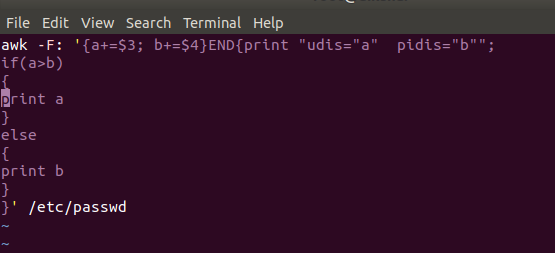 File Edit View Search Terminal Help
awk -F: '{a+=$3; b+=$4}END{print "udis="a"  pidis="b"";
if(a>b)
{
print a
}
else
{
print b
}
}' /etc/passwd
~
~